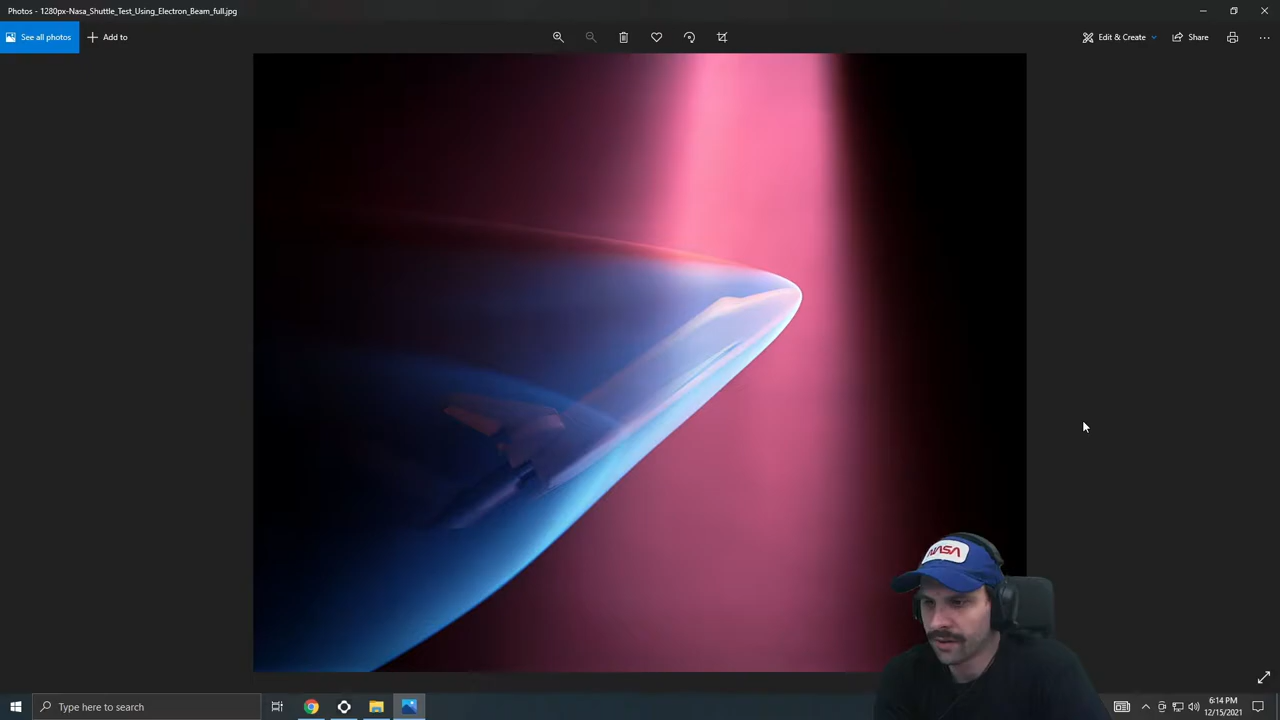 Photos - 1280px-Nasa_Shuttle_Test_Using_Electron_Beam_full.jpg
See all photos
Add to
Edit & Create
Share
NASA
Type here to search
6:14 PM
12/15/2021